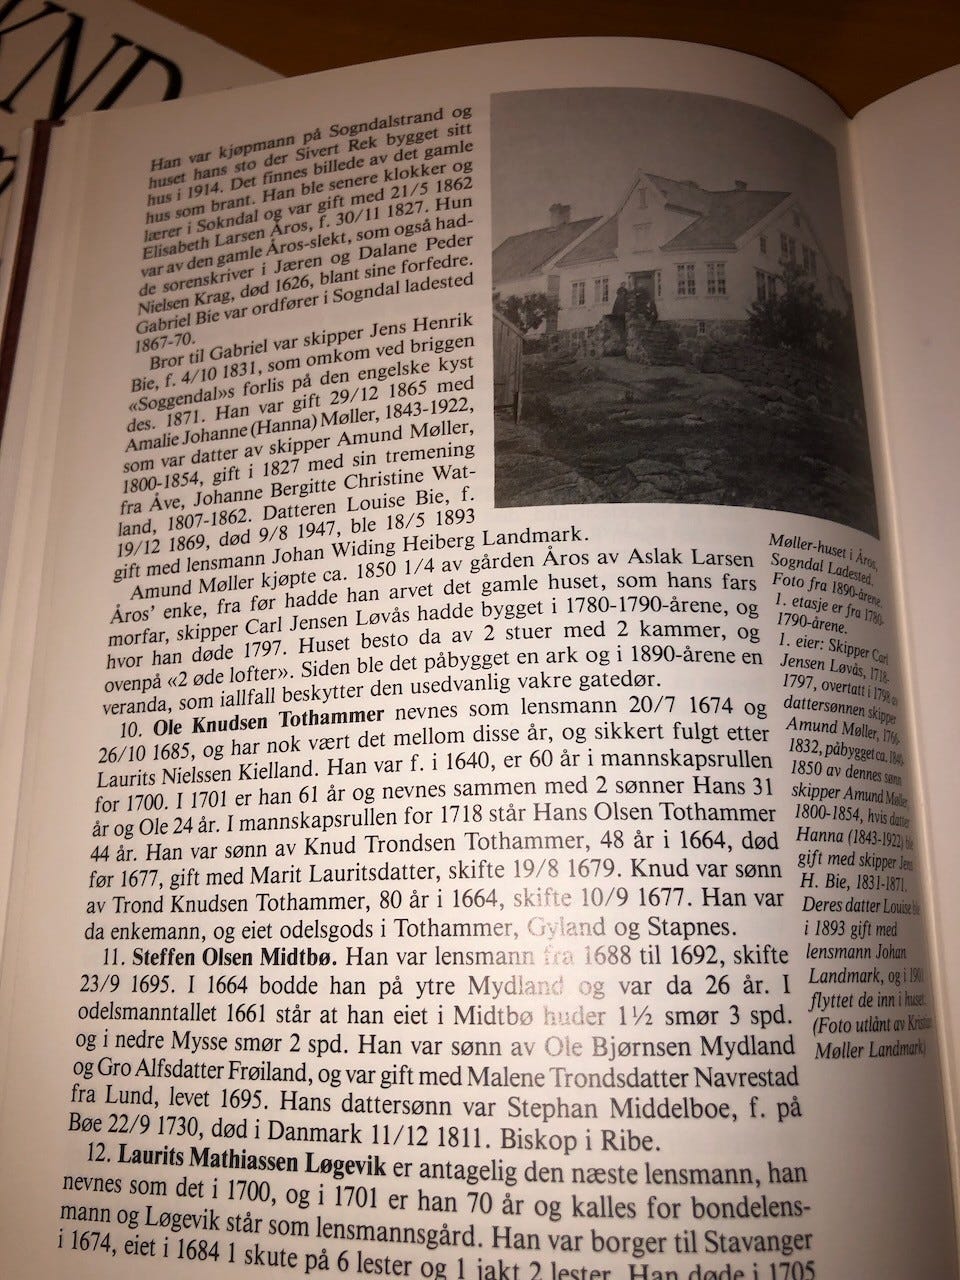 KND
Han var kjøpmann på Sogndalstrand og
huset hans sto der Sivert Rek bygget sitt
hus i 1914. Det finnes billede av det gamle
hus som brant. Han ble senere klokker og
lærer i Sokndal og var gift med 21/5 1862
Elisabeth Larsen Åros, f. 30/11 1827. Hun
var av den gamle Åros-slekt, som også had-
de sorenskriver i Jæren og Dalane Peder
Nielsen Krag, død 1626, blant sine forfedre.
Gabriel Bie var ordfører i Sogndal ladested
1867-70.
Bror til Gabriel var skipper Jens Henrik
Bie, f. 4/10 1831, som omkom ved briggen
«Soggendal»s forlis på den engelske kyst
des. 1871. Han var gift 29/12 1865 med
Amalie Johanne (Hanna) Møller, 1843-1922,
som var datter av skipper Amund Møller,
1800-1854, gift i 1827 med sin tremening
fra Åve, Johanne Bergitte Christine Wat-
land, 1807-1862. Datteren Louise Bie, f.
19/12 1869, død 9/8 1947, ble 18/5 1893
gift med lensmann Johan Widing Heiberg Landmark.
Amund Møller kjøpte ca. 1850 1/4 av gården Åros av Aslak Larsen
Åros' enke, fra før hadde han arvet det gamle huset, som hans fars
morfar, skipper Carl Jensen Løvås hadde bygget i 1780-1790-årene, og
hvor han døde 1797. Huset besto da av 2 stuer med 2 kammer, og
ovenpå «2 øde lofter». Siden ble det påbygget en ark og i 1890-årene en
veranda, som iallfall beskytter den usedvanlig vakre gatedør.
10. Ole Knudsen Tothammer nevnes som lensmann 20/7 1674 og
26/10 1685, og har nok vært det mellom disse år, og sikkert fulgt etter
Laurits Nielssen Kielland. Han var f. i 1640, er 60 år i mannskapsrullen
for 1700. I 1701 er han 61 år og nevnes sammen med 2 sønner Hans 31
år og Ole 24 år. I mannskapsrullen for 1718 står Hans Olsen Tothammer
44 år. Han var sønn av Knud Trondsen Tothammer, 48 år i 1664, død
før 1677, gift med Marit Lauritsdatter, skifte 19/8 1679. Knud var sønn
av Trond Knudsen Tothammer, 80 år i 1664, skifte 10/9 1677. Han var
da enkemann, og eiet odelsgods i Tothammer, Gyland og Stapnes.
11. Steffen Olsen Midtbø. Han var lensmann fra 1688 til 1692, skifte
23/9 1695. I 1664 bodde han på ytre Mydland og var da 26 år. I
odelsmanntallet 1661 står at han eiet i Midtbø huder 1½ smør 3 spd.
og i nedre Mysse smør 2 spd. Han var sønn av Ole Bjørnsen Mydland
og Gro Alfsdatter Frøiland, og var gift med Malene Trondsdatter Navrestad
fra Lund, levet 1695. Hans dattersønn var Stephan Middelboe, f. på
Bøe 22/9 1730, død i Danmark 11/12 1811. Biskop i Ribe.
12. Laurits Mathiassen Løgevik er antagelig den næste lensmann, han
nevnes som det i 1700, og i 1701 er han 70 år og kalles for bondelens-
mann og Løgevik står som lensmannsgård. Han var borger til Stavanger
i 1674, eiet i 1684 1 skute på 6 lester og 1 jakt 2 lester. Han døde i 1705
Møller-huset i Åros,
Sogndal Ladested.
Foto fra 1890-årene.
1. etasje er fra 1780-
1790-årene.
1. eier: Skipper Carl
Jensen Løvås, 1718-
1797, overtatt i 1798 av
dattersønnen skipper
Amund Møller, 1766-
1832, påbygget ca. 1840-
1850 av dennes sønn
skipper Amund Møller
1800-1854, hvis datter
Hanna (1843-1922) ble
gift med skipper Jens
H. Bie, 1831-1871.
Deres datter Louise ble
i 1893 gift med
lensmann Johan
Landmark, og i
flyttet de inn i huset.
(Foto utlånt av Kristian
Møller Landmark)